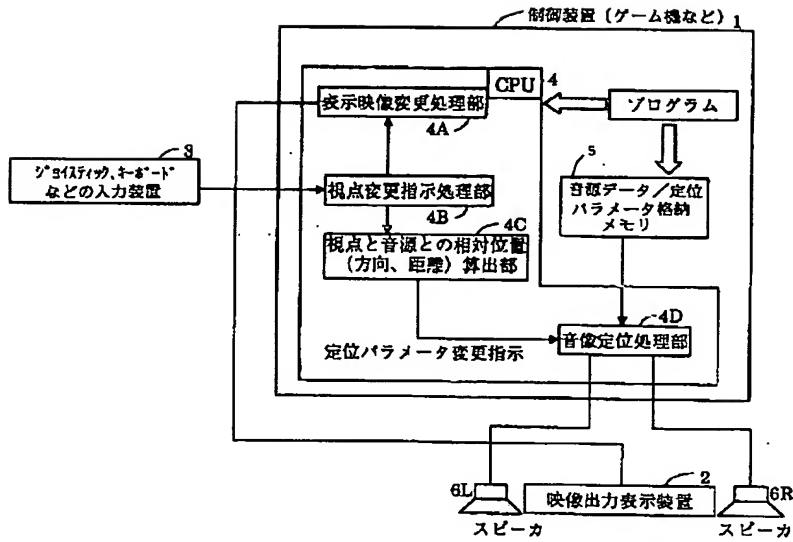 制御装置（ゲーム機など）1
CPU 4
表示映像変更処理部
4A
プログラム
3
ジョイスティック、キーボード
などの入力装置
視点変更指示処理部
4B
5
音源データ／定位
パラメータ格納
メモリ
4C
視点と音源との相対位置
（方向、距離）算出部
4D
音像定位処理部
定位パラメータ変更指示
6L
スピーカ
2
映像出力表示装置
6R
スピーカ